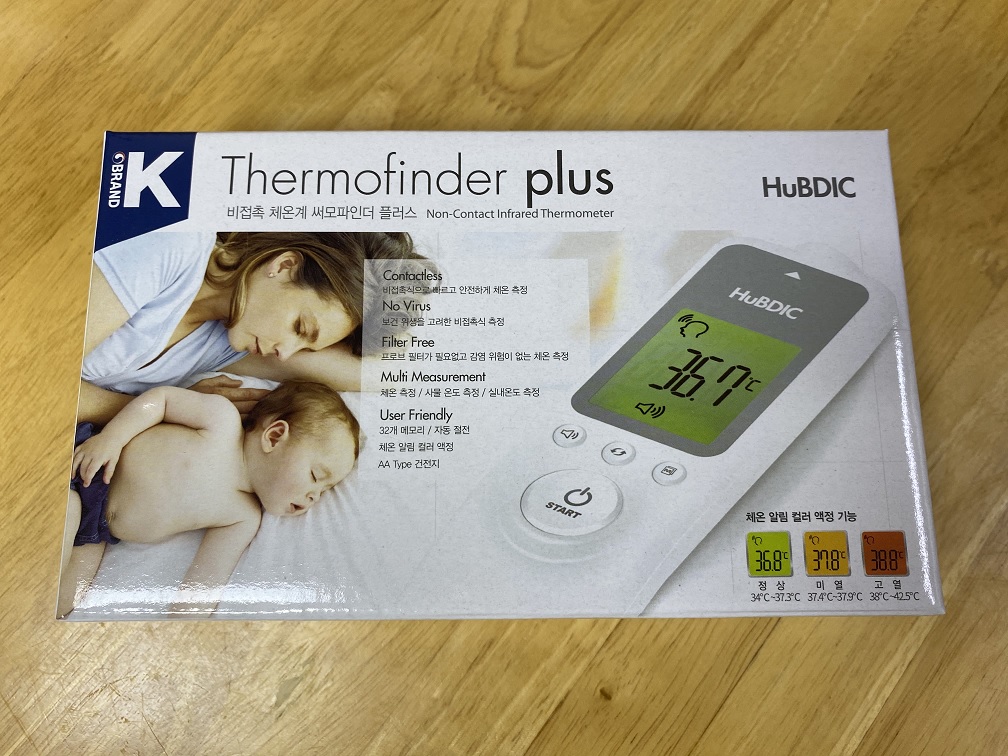 BRAND K
Thermofinder plus
HuBDIC
비접촉 체온계 써모파인더 플러스 Non-Contact Infrared Thermometer
Contactless
비접촉식으로 빠르고 안전하게 체온 측정
No Virus
보건 위생을 고려한 비접촉식 측정
Filter Free
프로브 필터가 필요없고 감염 위험이 없는 체온 측정
Multi Measurement
체온 측정 / 사물 온도 측정 / 실내온도 측정
User Friendly
32개 메모리 / 자동 절전
체온 알림 컬러 액정
AA Type 건전지
HuBDIC
36.7℃
START
체온 알림 컬러 액정 기능
36.8℃ 37.8℃ 38.8℃
정 상 미 열 고 열
34℃~37.3℃ 37.4℃~37.9℃ 38℃~42.5℃